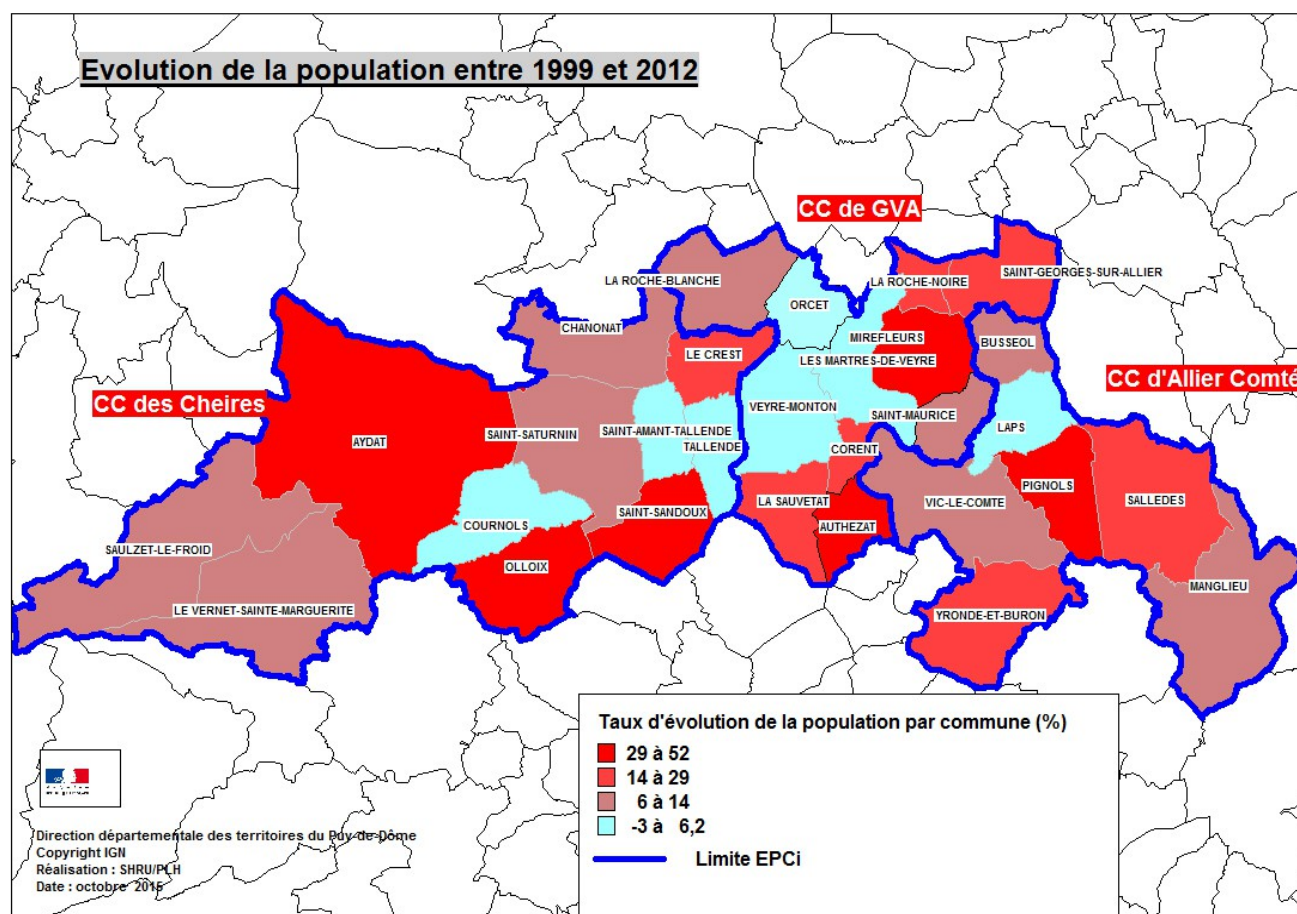 Evolution de la population entre 1999 et 2012
CC de GVA
LA ROCHE-BLANCHE
LA ROCHE-NOIRE
SAINT-GEORGES-SUR-ALLIER
ORCET
CHANONAT
MIREFLEURS
BUSSEOL
LE CREST
LES MARTRES-DE-VEYRE
CC des Cheires
CC d'Allier Comté
VEYRE-MONTON
SAINT-MAURICE
AYDAT
SAINT-SATURNIN
SAINT-AMANT-TALLENDE
LAPS
TALLENDE
CORENT
PIGNOLS
LA SAUVETAT
VIC-LE-COMTE
SALLEDES
COURNOLS
SAINT-SANDOUX
AUTHEZAT
SAULZET-LE-FROID
OLLOIX
MANGLIEU
LE VERNET-SAINTE-MARGUERITE
YRONDE-ET-BURON
Taux d'évolution de la population par commune (%)
29 à 52
14 à 29
6 à 14
-3 à 6,2
Limite EPCi
Direction départementale des territoires du Puy-de-Dôme
Copyright IGN
Réalisation : SHRU/PLH
Date : octobre 2015